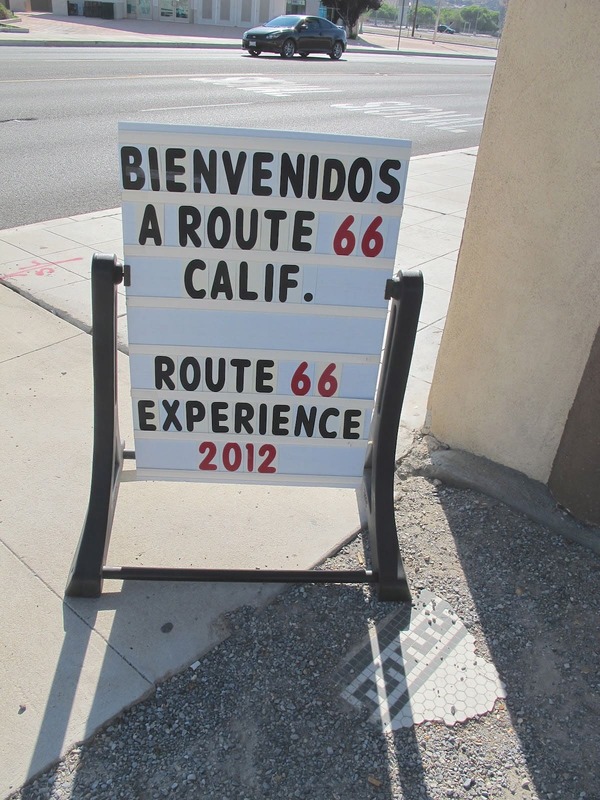 BIENVENIDOS
A ROUTE 66
CALIF.
ROUTE 66
EXPERIENCE
2012